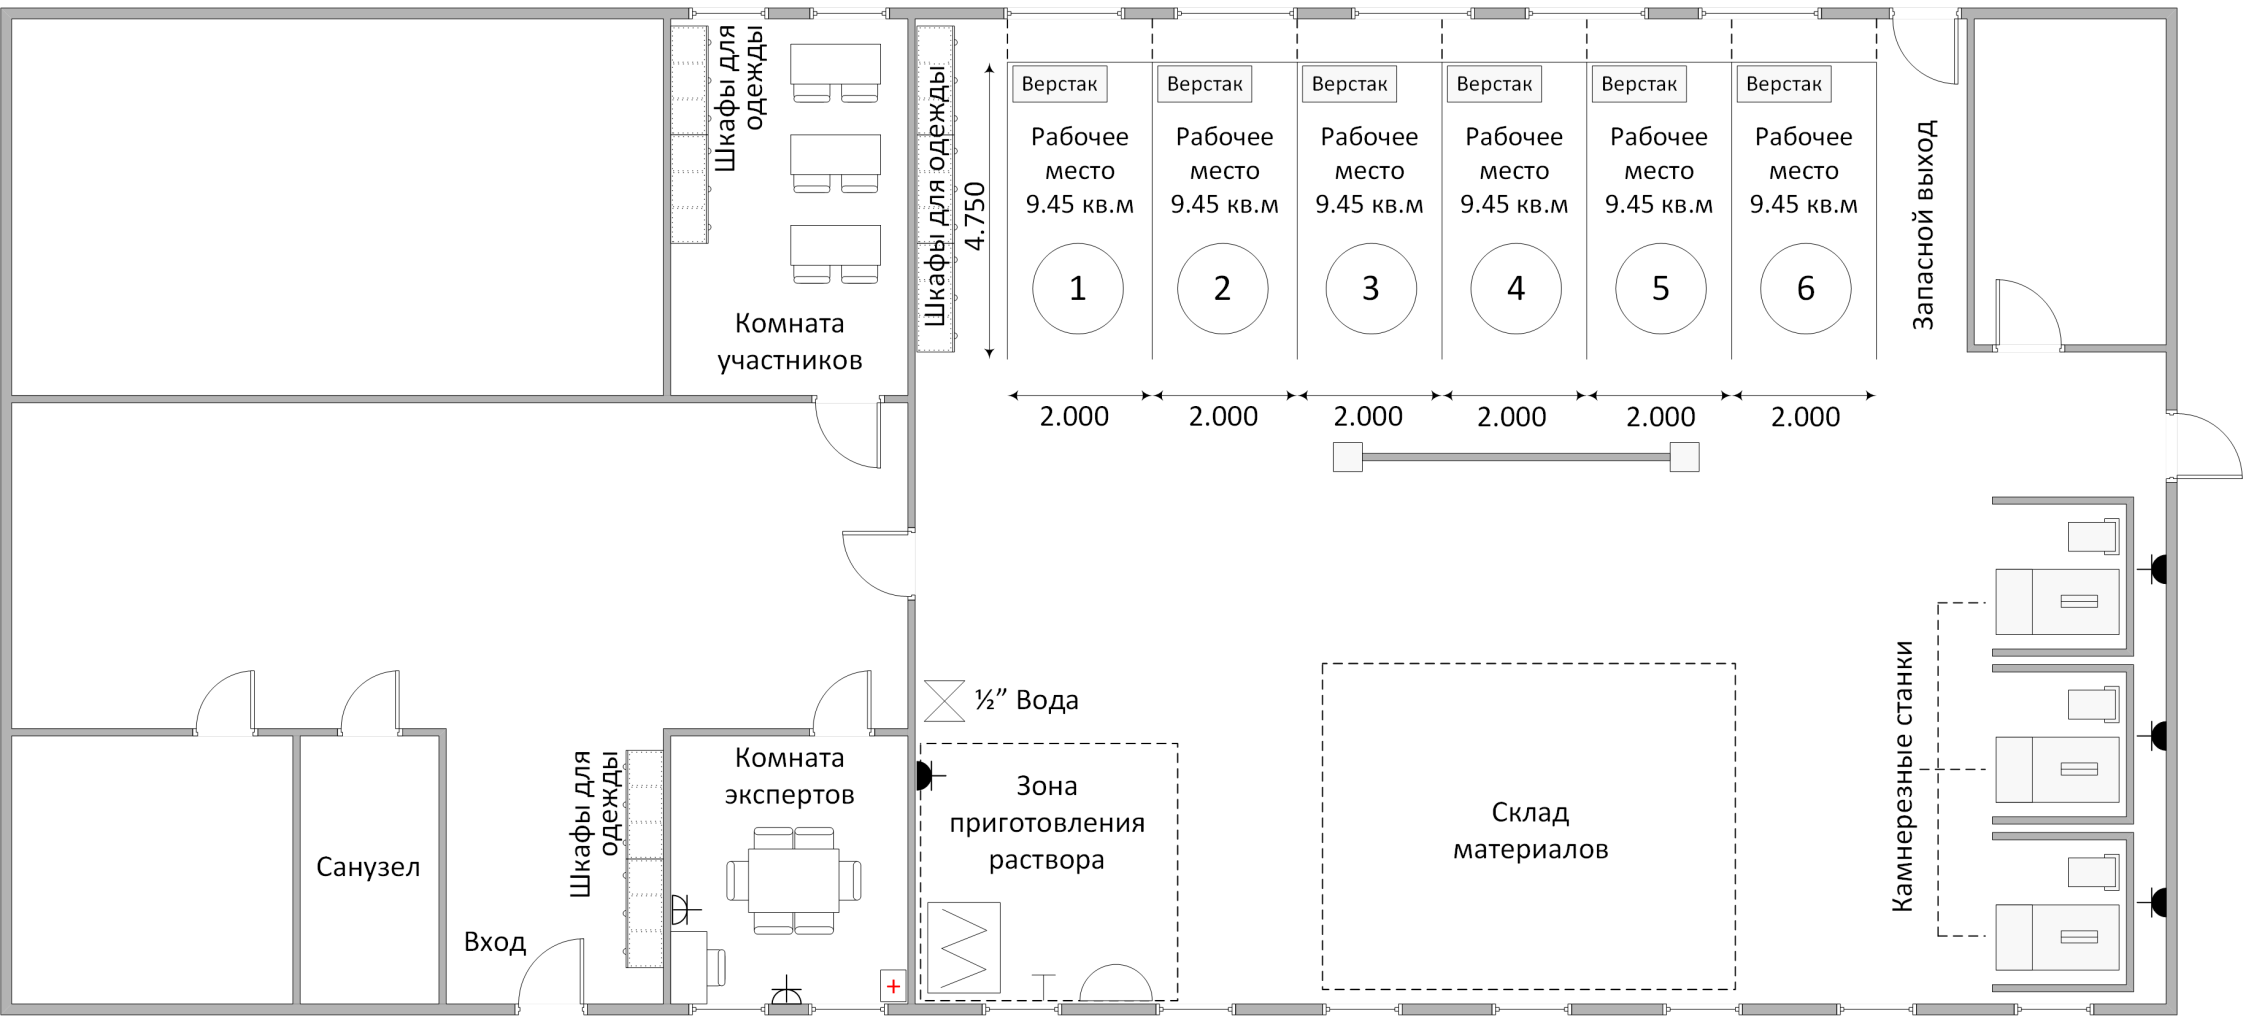 Шкафы для
одежды
Комната
участников
Шкафы для одежды
4.750
Верстак
Рабочее
место
9.45 кв.м
1
Верстак
Рабочее
место
9.45 кв.м
2
Верстак
Рабочее
место
9.45 кв.м
3
Верстак
Рабочее
место
9.45 кв.м
4
Верстак
Рабочее
место
9.45 кв.м
5
Верстак
Рабочее
место
9.45 кв.м
6
2.000
2.000
2.000
2.000
2.000
2.000
Запасной выход
½” Вода
Зона
приготовления
раствора
Склад
материалов
Камнерезные станки
Комната
экспертов
Шкафы для
одежды
Санузел
Вход